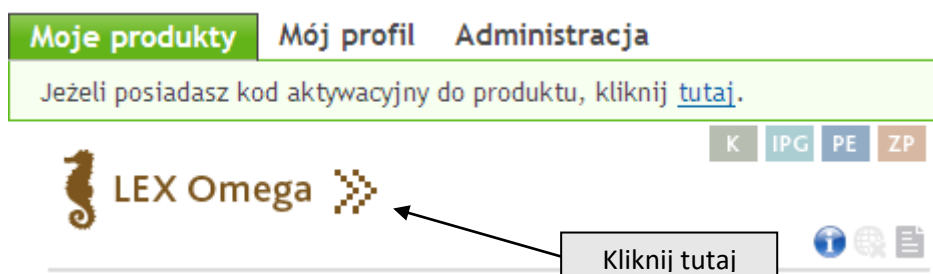 Moje produkty Mój profil Administracja
Jeżeli posiadasz kod aktywacyjny do produktu, kliknij tutaj.
K IPG PE ZP
LEX Omega
Kliknij tutaj